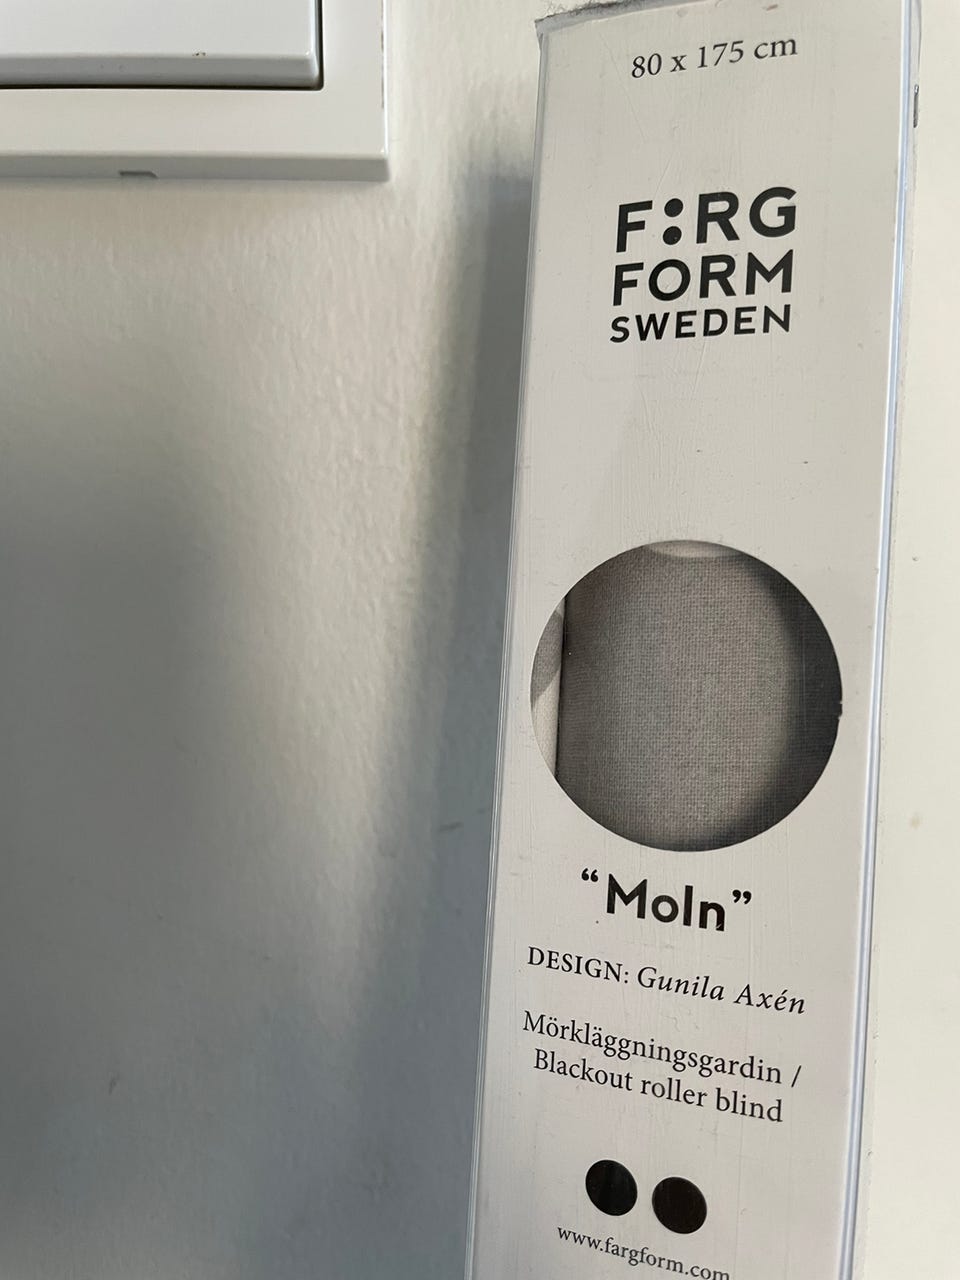 80 x 175 cm
F:RG
FORM
SWEDEN
“Moln”
DESIGN: Gunila Axén
Mörkläggningsgardin /
Blackout roller blind
www.fargform.com